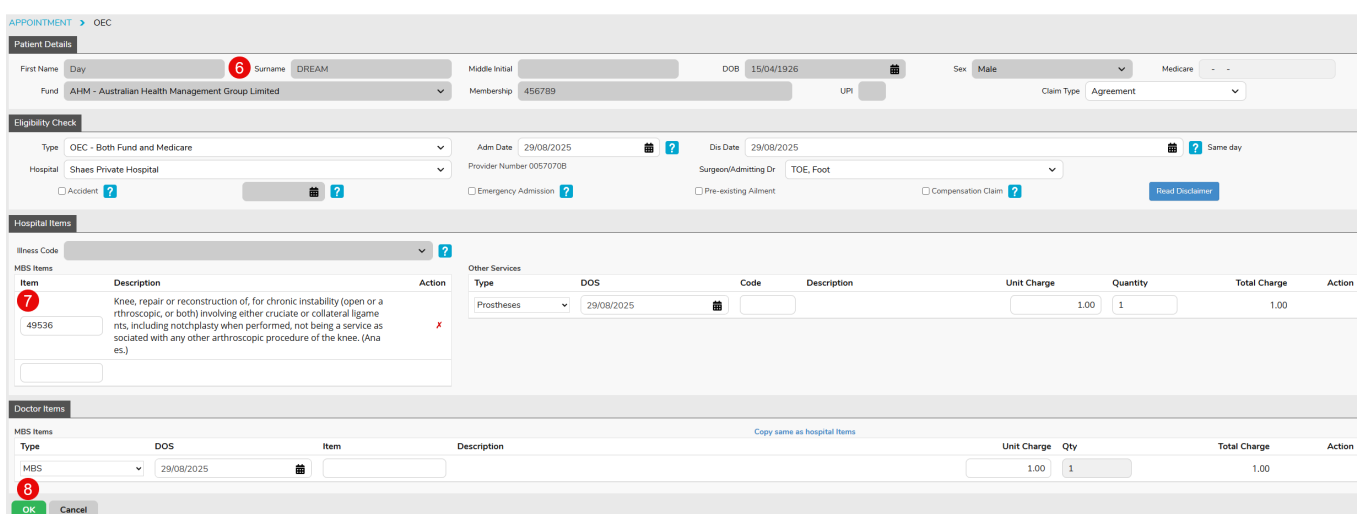 APPOINTMENT > OEC
Patient Details
First Name Day 6 Surname DREAM Middle Initial DOB 15/04/1926 Sex Male Medicare - -
Fund AHM - Australian Health Management Group Limited Membership 456789 UPI Claim Type Agreement
Eligibility Check
Type OEC - Both Fund and Medicare Adm Date 29/08/2025 ? Dis Date 29/08/2025 ? Same day
Hospital Shaes Private Hospital Provider Number 0057070B Surgeon/Admitting Dr TOE, Foot
Accident ? ? Emergency Admission ? Pre-existing Ailment Compensation Claim ? Read Disclaimer
Hospital Items
Illness Code ?
MBS Items
Item Description Action
7
49536
Knee, repair or reconstruction of, for chronic instability (open or a
rthroscopic, or both) involving either cruciate or collateral ligame
nts, including notchplasty when performed, not being a service as
sociated with any other arthroscopic procedure of the knee. (Ana
es.)
✗
Other Services
Type DOS Code Description Unit Charge Quantity Total Charge Action
Prostheses 29/08/2025 1.00 1 1.00
Doctor Items
MBS Items Copy same as hospital Items
Type DOS Item Description Unit Charge Qty Total Charge Action
MBS 29/08/2025 1.00 1 1.00
8
OK Cancel